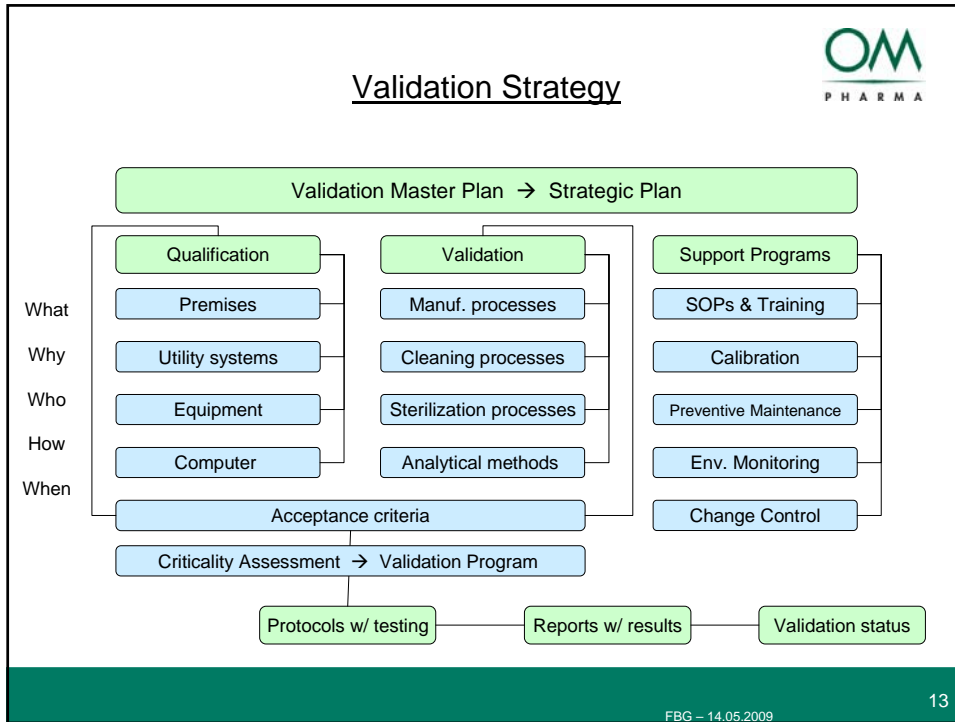 OM
PHARMA
Validation Strategy
Validation Master Plan → Strategic Plan
Qualification
Premises
Utility systems
Equipment
Computer
Validation
Manuf. processes
Cleaning processes
Sterilization processes
Analytical methods
Support Programs
SOPs & Training
Calibration
Preventive Maintenance
Env. Monitoring
Change Control
What
Why
Who
How
When
Acceptance criteria
Criticality Assessment → Validation Program
Protocols w/ testing
Reports w/ results
Validation status
FBG – 14.05.2009
13